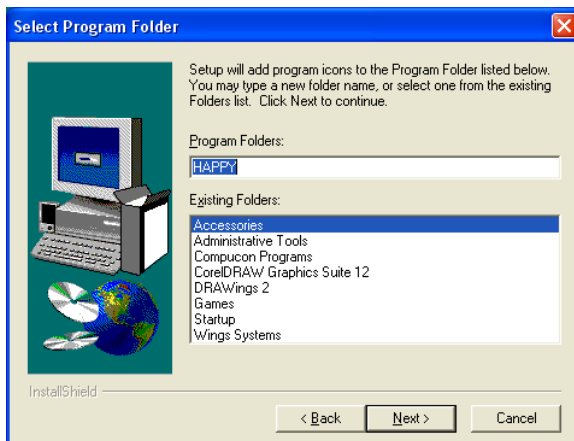 Select Program Folder
Setup will add program icons to the Program Folder listed below.
You may type a new folder name, or select one from the existing
Folders list. Click Next to continue.
Program Folders:
HAPPY
Existing Folders:
Accessories
Administrative Tools
Compucon Programs
CorelDRAW Graphics Suite 12
DRAWings 2
Games
Startup
Wings Systems
InstallShield
< Back
Next >
Cancel